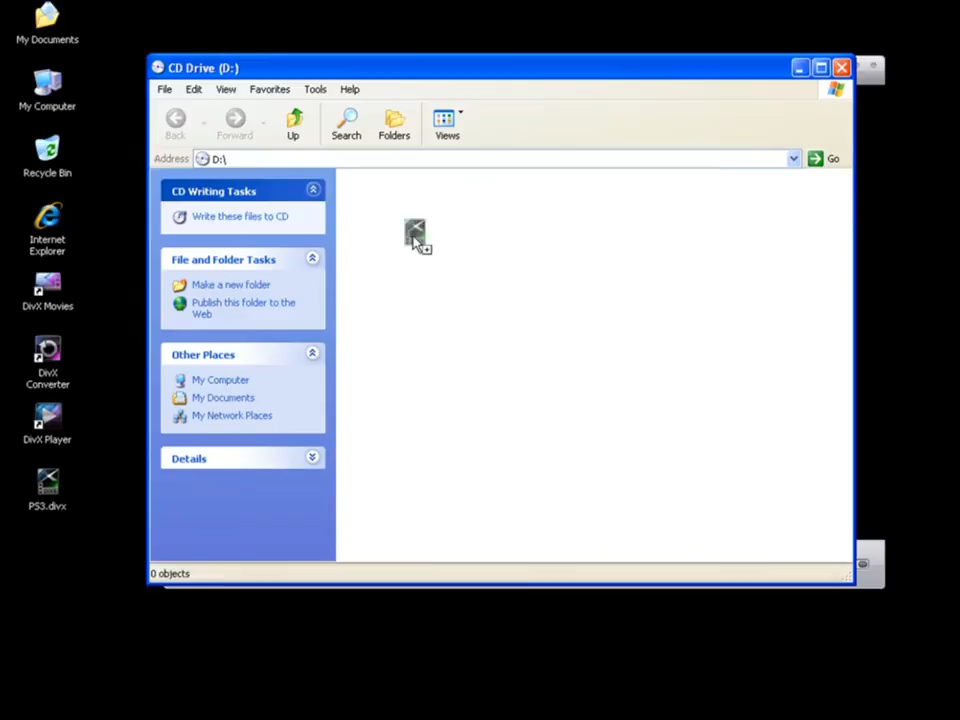 My Documents
My Computer
Recycle Bin
Internet
Explorer
DivX Movies
DivX
Converter
DivX Player
PS3.divx
CD Drive (D:)
File Edit View Favorites Tools Help
Back Forward Up Search Folders Views
Address D:\ Go
CD Writing Tasks
Write these files to CD
File and Folder Tasks
Make a new folder
Publish this folder to the
Web
Other Places
My Computer
My Documents
My Network Places
Details
0 objects